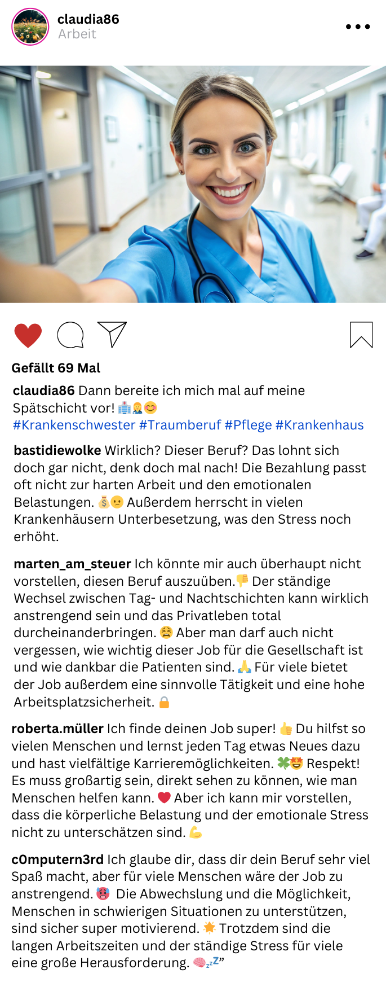 claudia86
Arbeit
Gefällt 69 Mal
claudia86 Dann bereite ich mich mal auf meine
Spätschicht vor! 🏥👩‍⚕️😊
#Krankenschwester #Traumberuf #Pflege #Krankenhaus
bastidiewolke Wirklich? Dieser Beruf? Das lohnt sich
doch gar nicht, denk doch mal nach! Die Bezahlung passt
oft nicht zur harten Arbeit und den emotionalen
Belastungen. 💰😕 Außerdem herrscht in vielen
Krankenhäusern Unterbesetzung, was den Stress noch
erhöht.
marten_am_steuer Ich könnte mir auch überhaupt nicht
vorstellen, diesen Beruf auszuüben.👎 Der ständige
Wechsel zwischen Tag- und Nachtschichten kann wirklich
anstrengend sein und das Privatleben total
durcheinanderbringen. 😫 Aber man darf auch nicht
vergessen, wie wichtig dieser Job für die Gesellschaft ist
und wie dankbar die Patienten sind. 🙏 Für viele bietet
der Job außerdem eine sinnvolle Tätigkeit und eine hohe
Arbeitsplatzsicherheit. 🔒
roberta.müller Ich finde deinen Job super! 👍 Du hilfst so
vielen Menschen und lernst jeden Tag etwas Neues dazu
und hast vielfältige Karrieremöglichkeiten. 🍀🤩 Respekt!
Es muss großartig sein, direkt sehen zu können, wie man
Menschen helfen kann. ❤️ Aber ich kann mir vorstellen,
dass die körperliche Belastung und der emotionale Stress
nicht zu unterschätzen sind. 💪
c0mputern3rd Ich glaube dir, dass dir dein Beruf sehr viel
Spaß macht, aber für viele Menschen wäre der Job zu
anstrengend. 🥵 Die Abwechslung und die Möglichkeit,
Menschen in schwierigen Situationen zu unterstützen,
sind sicher super motivierend. 🌟 Trotzdem sind die
langen Arbeitszeiten und der ständige Stress für viele
eine große Herausforderung. 🧠💤”